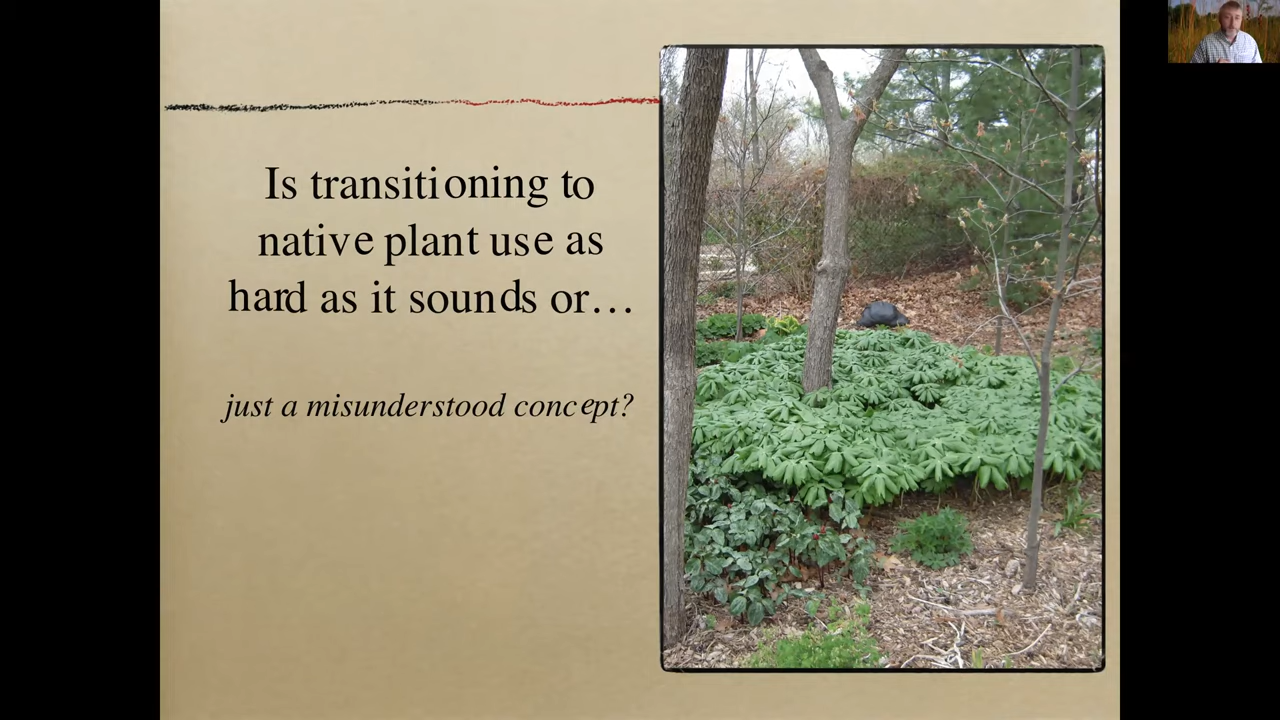 Is transitioning to
native plant use as
hard as it sounds or…
just a misunderstood concept?